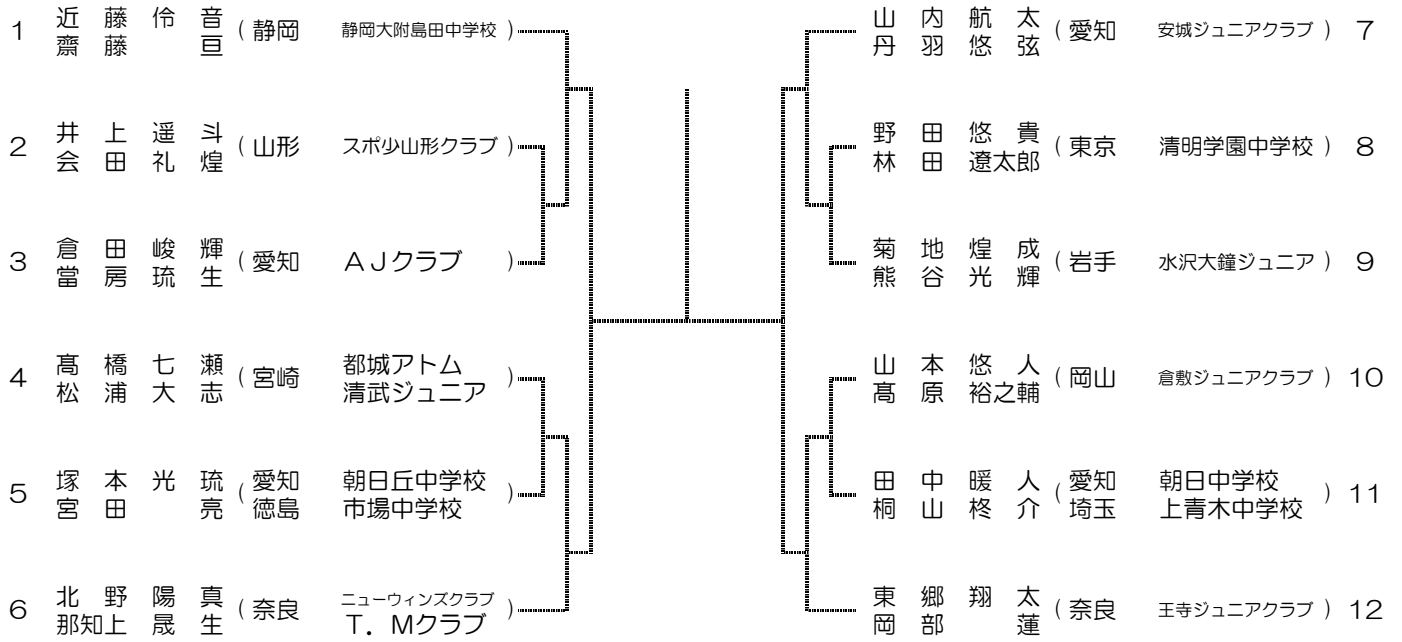 1 近藤伶音 (静岡 静岡大附島田中学校)
齋藤亘
2 井上遥斗 (山形 スポ少山形クラブ)
会田礼煌
3 倉田峻輝 (愛知 AJクラブ)
當房琉生
4 髙橋七瀬 (宮崎 都城アトム
松浦大志 清武ジュニア)
5 塚本光琉 (愛知 朝日丘中学校
宮田亮 徳島 市場中学校)
6 北野陽真 (奈良 ニューウィンズクラブ
那知上晟生 T.Mクラブ)
山内航太 (愛知 安城ジュニアクラブ) 7
丹羽悠弦
野田悠貴 (東京 清明学園中学校) 8
林田遼太郎
菊地煌成 (岩手 水沢大鐘ジュニア) 9
熊谷光輝
山本悠人 (岡山 倉敷ジュニアクラブ) 10
髙原裕之輔
田中暖人 (愛知 朝日中学校
桐山柊介 埼玉 上青木中学校) 11
東郷翔太 (奈良 王寺ジュニアクラブ) 12
岡部蓮